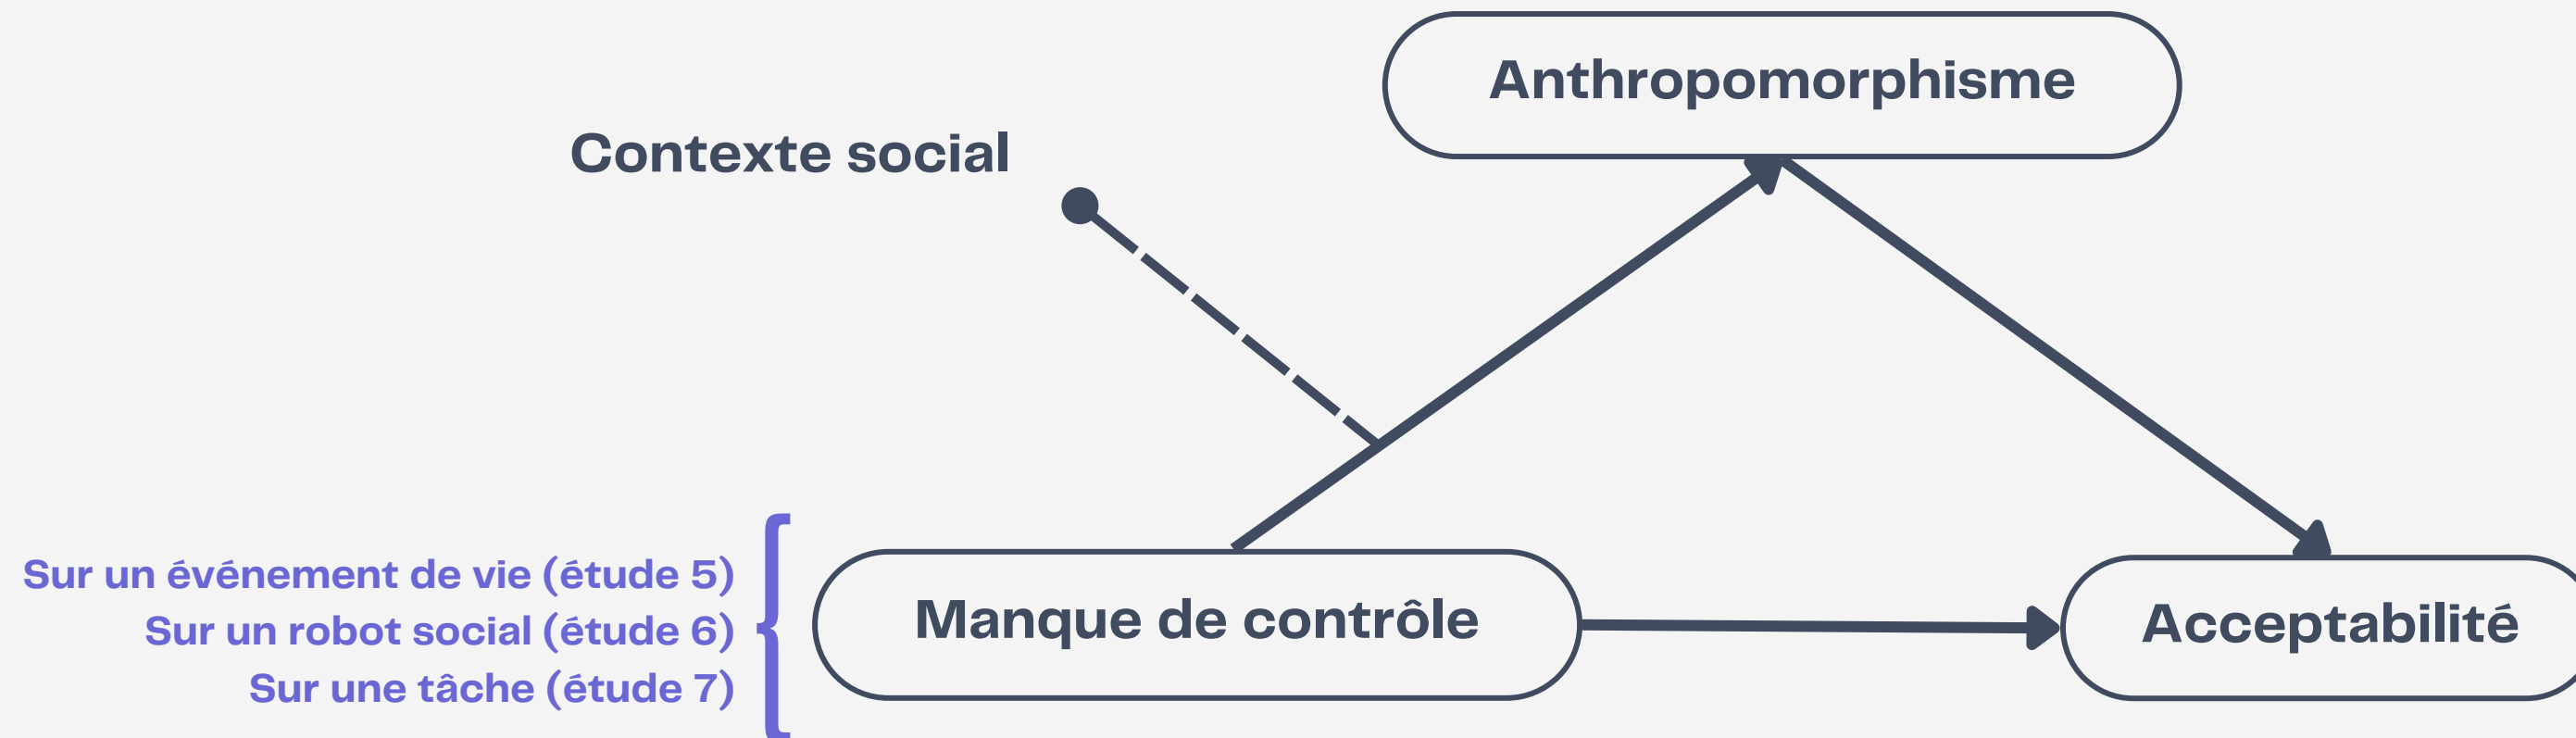 Anthropomorphisme
Contexte social
Sur un événement de vie (étude 5)
Sur un robot social (étude 6)
Sur une tâche (étude 7)
Manque de contrôle
Acceptabilité